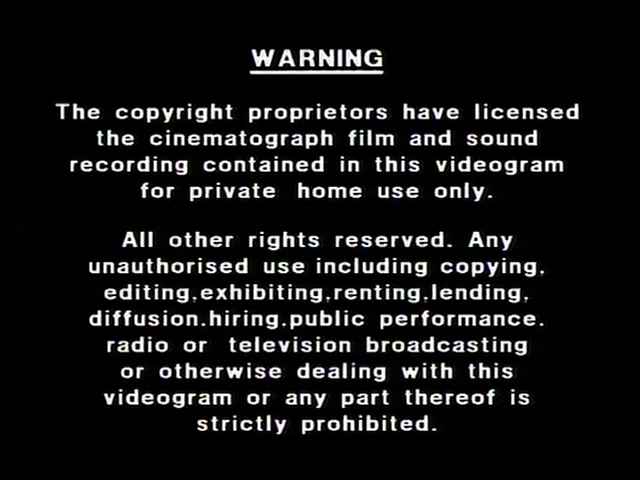 WARNING
The copyright proprietors have licensed
the cinematograph film and sound
recording contained in this videogram
for private home use only.
All other rights reserved. Any
unauthorised use including copying,
editing,exhibiting,renting,lending,
diffusion.hiring.public performance.
radio or television broadcasting
or otherwise dealing with this
videogram or any part thereof is
strictly prohibited.